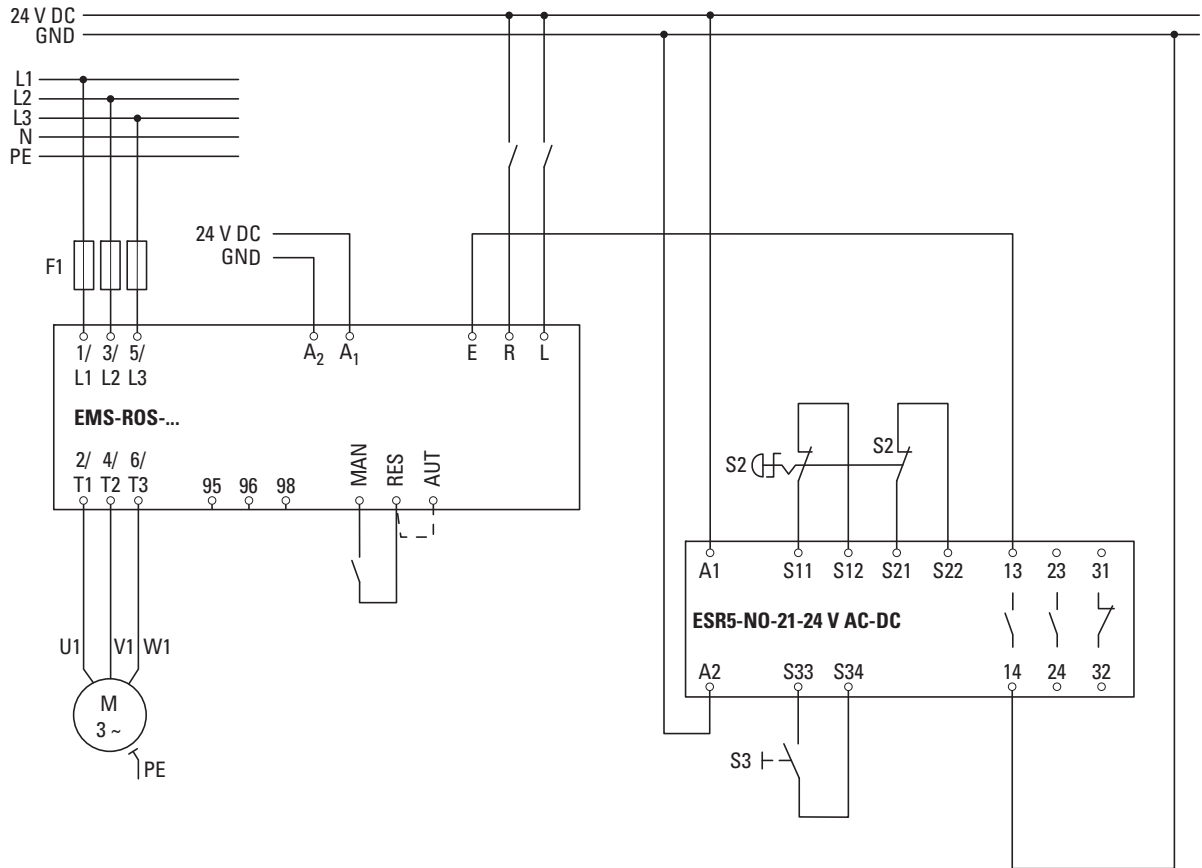 24 V DC
GND
L1
L2
L3
N
PE
F1
24 V DC
GND
1/ 3/ 5/
L1 L2 L3
A2 A1
E R L
EMS-ROS-...
2/ 4/ 6/
T1 T2 T3
95 96 98
MAN RES AUT
U1 V1 W1
M
3 ~
PE
S2 S2
A1 S11 S12 S21 S22 13 23 31
ESR5-NO-21-24 V AC-DC
A2 S33 S34 14 24 32
S3